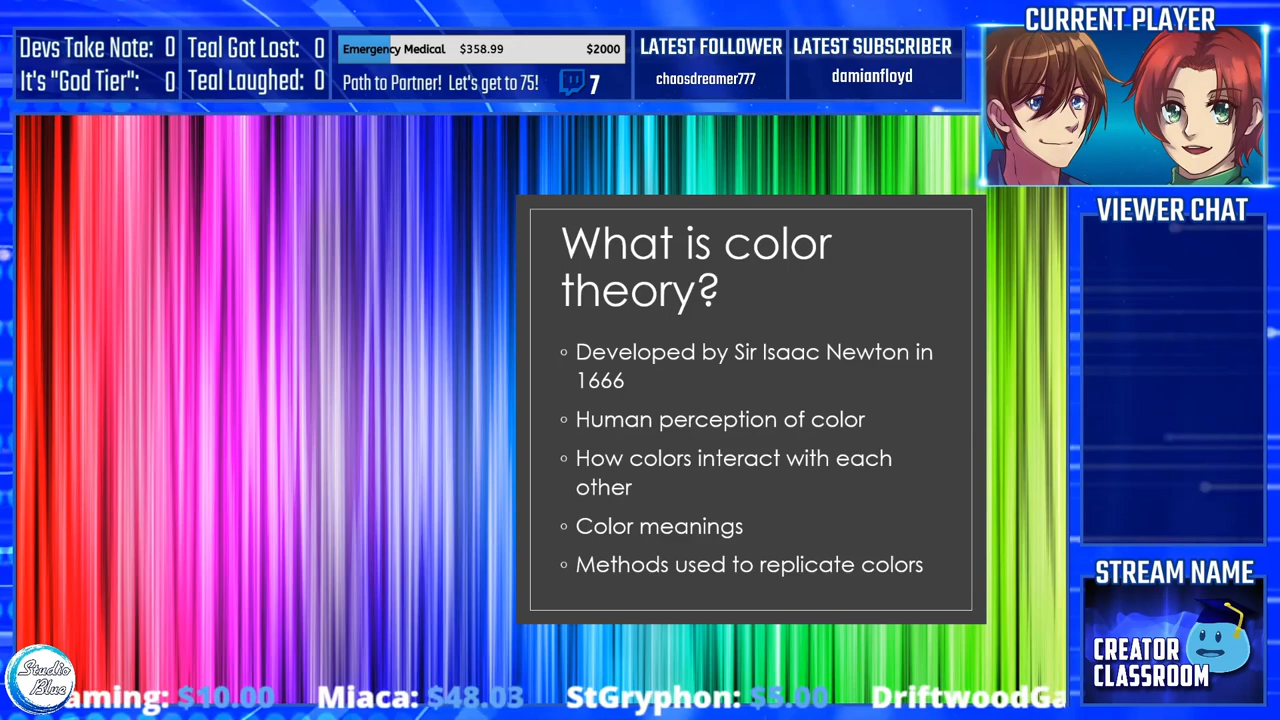 CURRENT PLAYER
Devs Take Note: 0
It's "God Tier": 0
Teal Got Lost: 0
Teal Laughed: 0
Emergency Medical $358.99 $2000
Path to Partner! Let's get to 75! 7
LATEST FOLLOWER
chaosdreamer777
LATEST SUBSCRIBER
damianfloyd
VIEWER CHAT
What is color
theory?
Developed by Sir Isaac Newton in
1666
Human perception of color
How colors interact with each
other
Color meanings
Methods used to replicate colors
STREAM NAME
CREATOR
CLASSROOM
Studio
Blue
aming: $10.00 Miaca: $48.03 StGryphon: $5.00 DriftwoodGa